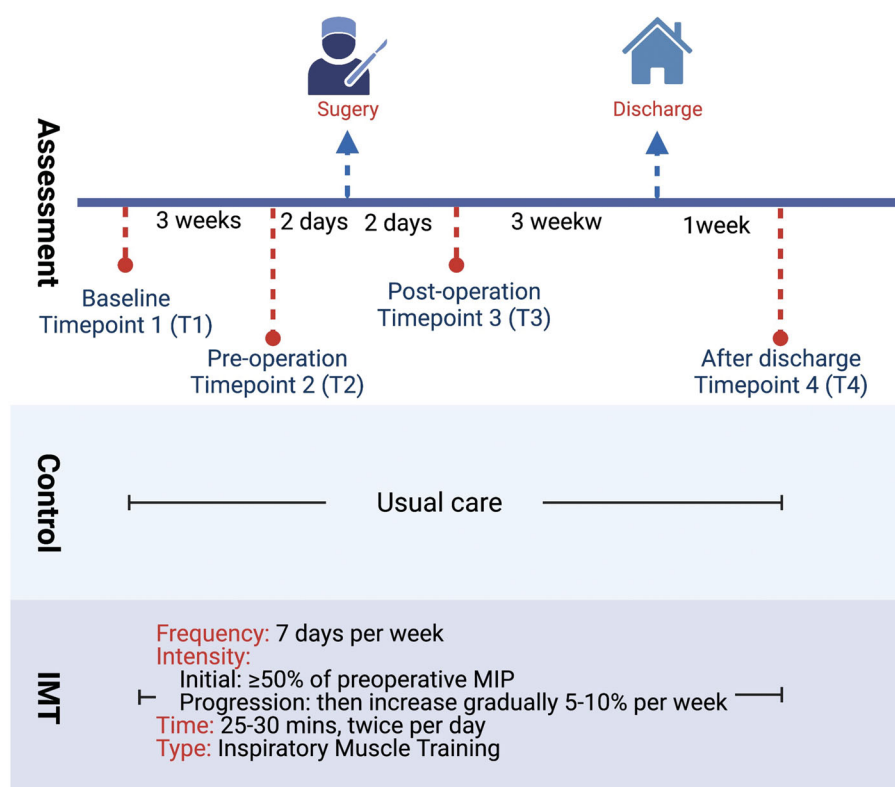 Sugery
Discharge
Assessment
3 weeks
2 days
2 days
3 weekw
1week
Baseline
Timepoint 1 (T1)
Post-operation
Timepoint 3 (T3)
Pre-operation
Timepoint 2 (T2)
After discharge
Timepoint 4 (T4)
Control
Usual care
IMT
Frequency: 7 days per week
Intensity:
Initial: ≥50% of preoperative MIP
Progression: then increase gradually 5-10% per week
Time: 25-30 mins, twice per day
Type: Inspiratory Muscle Training